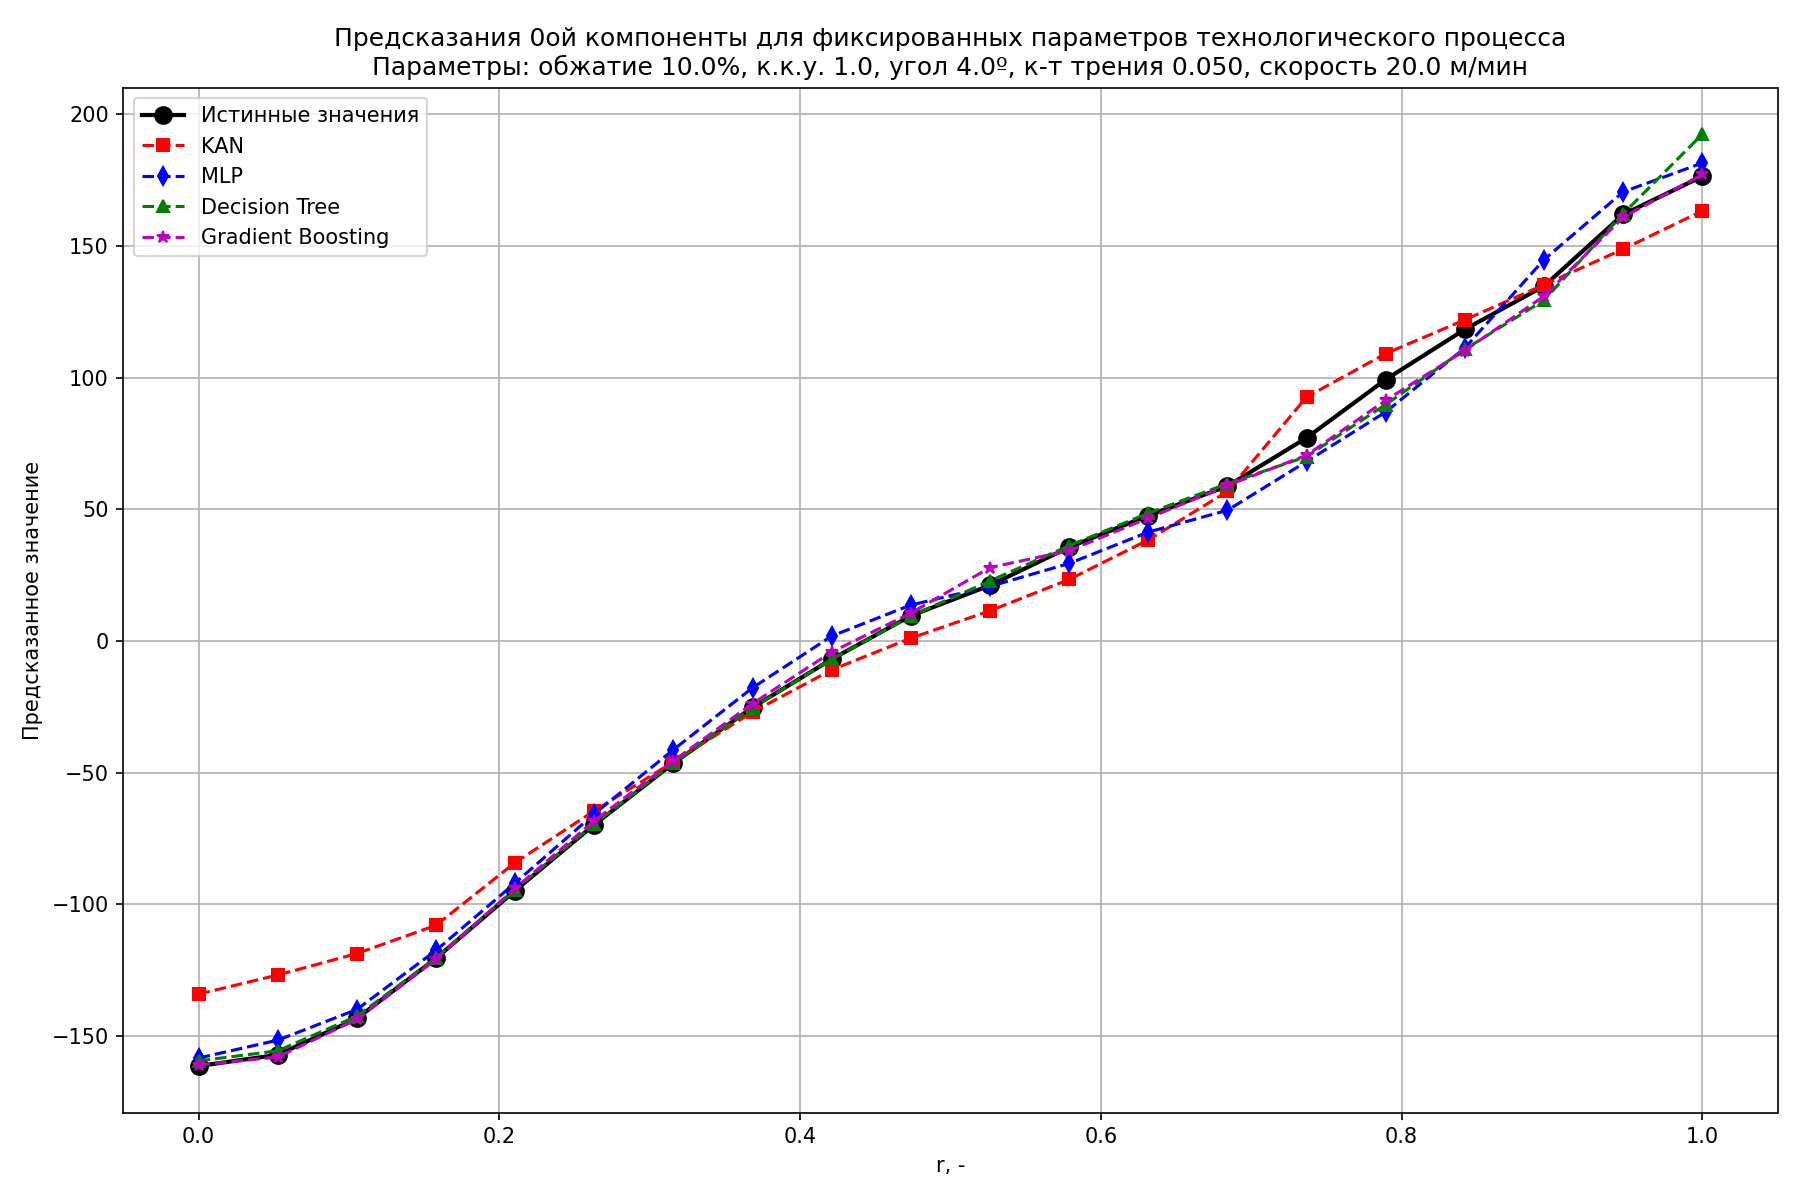 Предсказания 0ой компоненты для фиксированных параметров технологического процесса
Параметры: обжатие 10.0%, к.к.у. 1.0, угол 4.0º, к-т трения 0.050, скорость 20.0 м/мин
Истинные значения
KAN
MLP
Decision Tree
Gradient Boosting
Предсказанное значение
200
150
100
50
0
−50
−100
−150
0.0
0.2
0.4
0.6
0.8
1.0
r, -